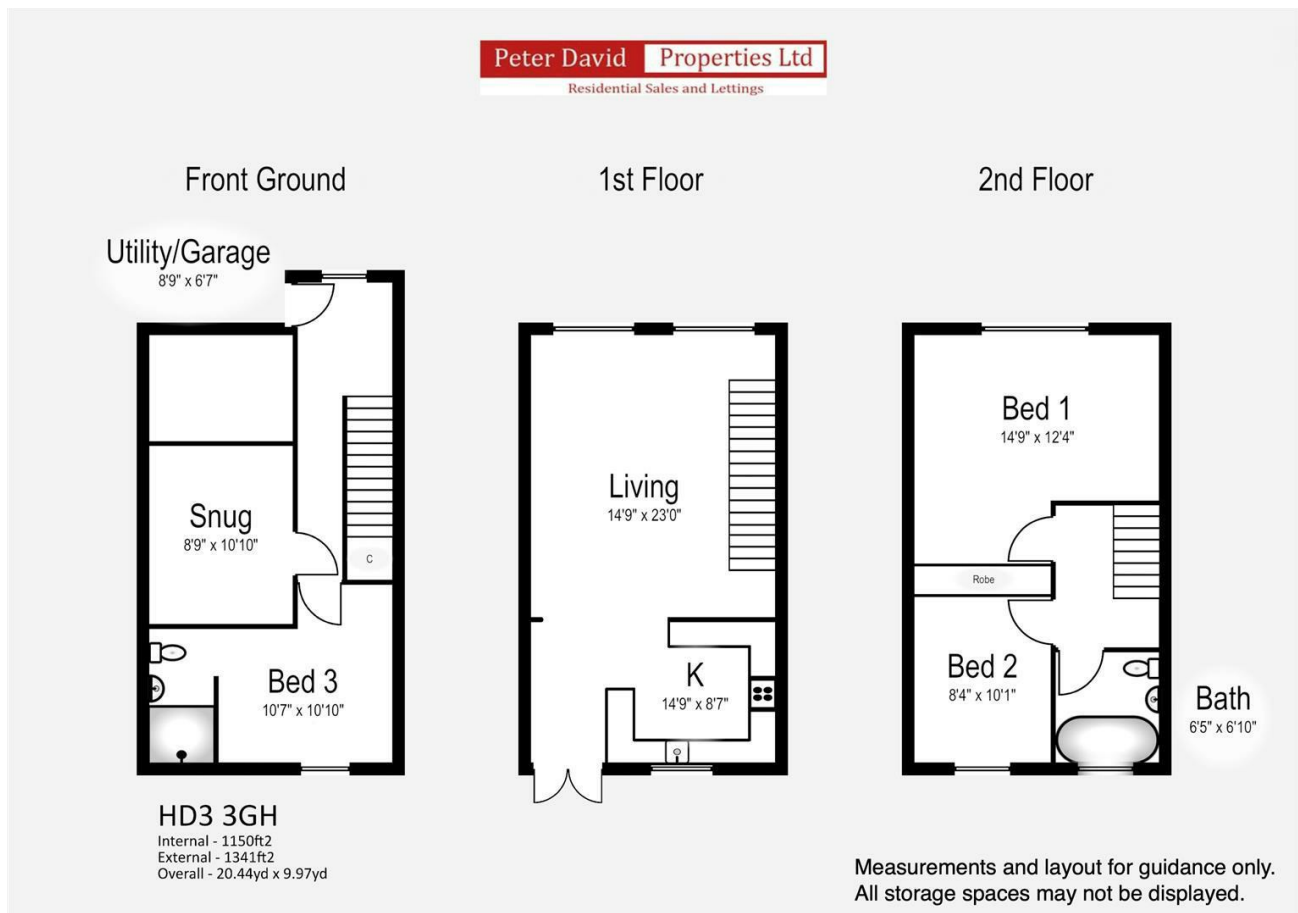 Peter David Properties Ltd
Residential Sales and Lettings
Front Ground
1st Floor
2nd Floor
Utility/Garage
8'9" x 6'7"
Snug
8'9" x 10'10"
C
Bed 3
10'7" x 10'10"
Living
14'9" x 23'0"
K
14'9" x 8'7"
Bed 1
14'9" x 12'4"
Robe
Bed 2
8'4" x 10'1"
Bath
6'5" x 6'10"
HD3 3GH
Internal - 1150ft2
External - 1341ft2
Overall - 20.44yd x 9.97yd
Measurements and layout for guidance only.
All storage spaces may not be displayed.